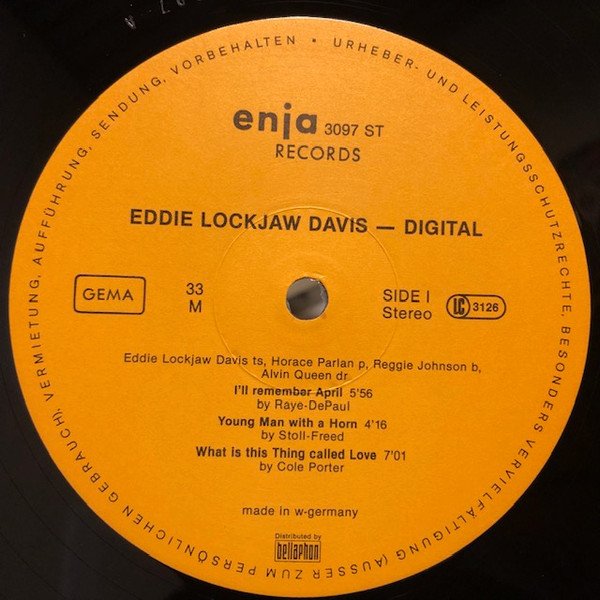 URHEBER- UND LEISTUNGSSCHUTZRECHTE, BESONDERS VERVIELFÄLTIGUNG (AUSSER ZUM PERSÖNLICHEN GEBRAUCH), VERMIETUNG, AUFFÜHRUNG, SENDUNG, VORBEHALTEN •
enja 3097 ST
RECORDS
EDDIE LOCKJAW DAVIS — DIGITAL
GEMA
33
M
SIDE I
Stereo
LC 3126
Eddie Lockjaw Davis ts, Horace Parlan p, Reggie Johnson b,
Alvin Queen dr
I'll remember April 5'56
by Raye-DePaul
Young Man with a Horn 4'16
by Stoll-Freed
What is this Thing called Love 7'01
by Cole Porter
made in w-germany
Distributed by
bellaphon